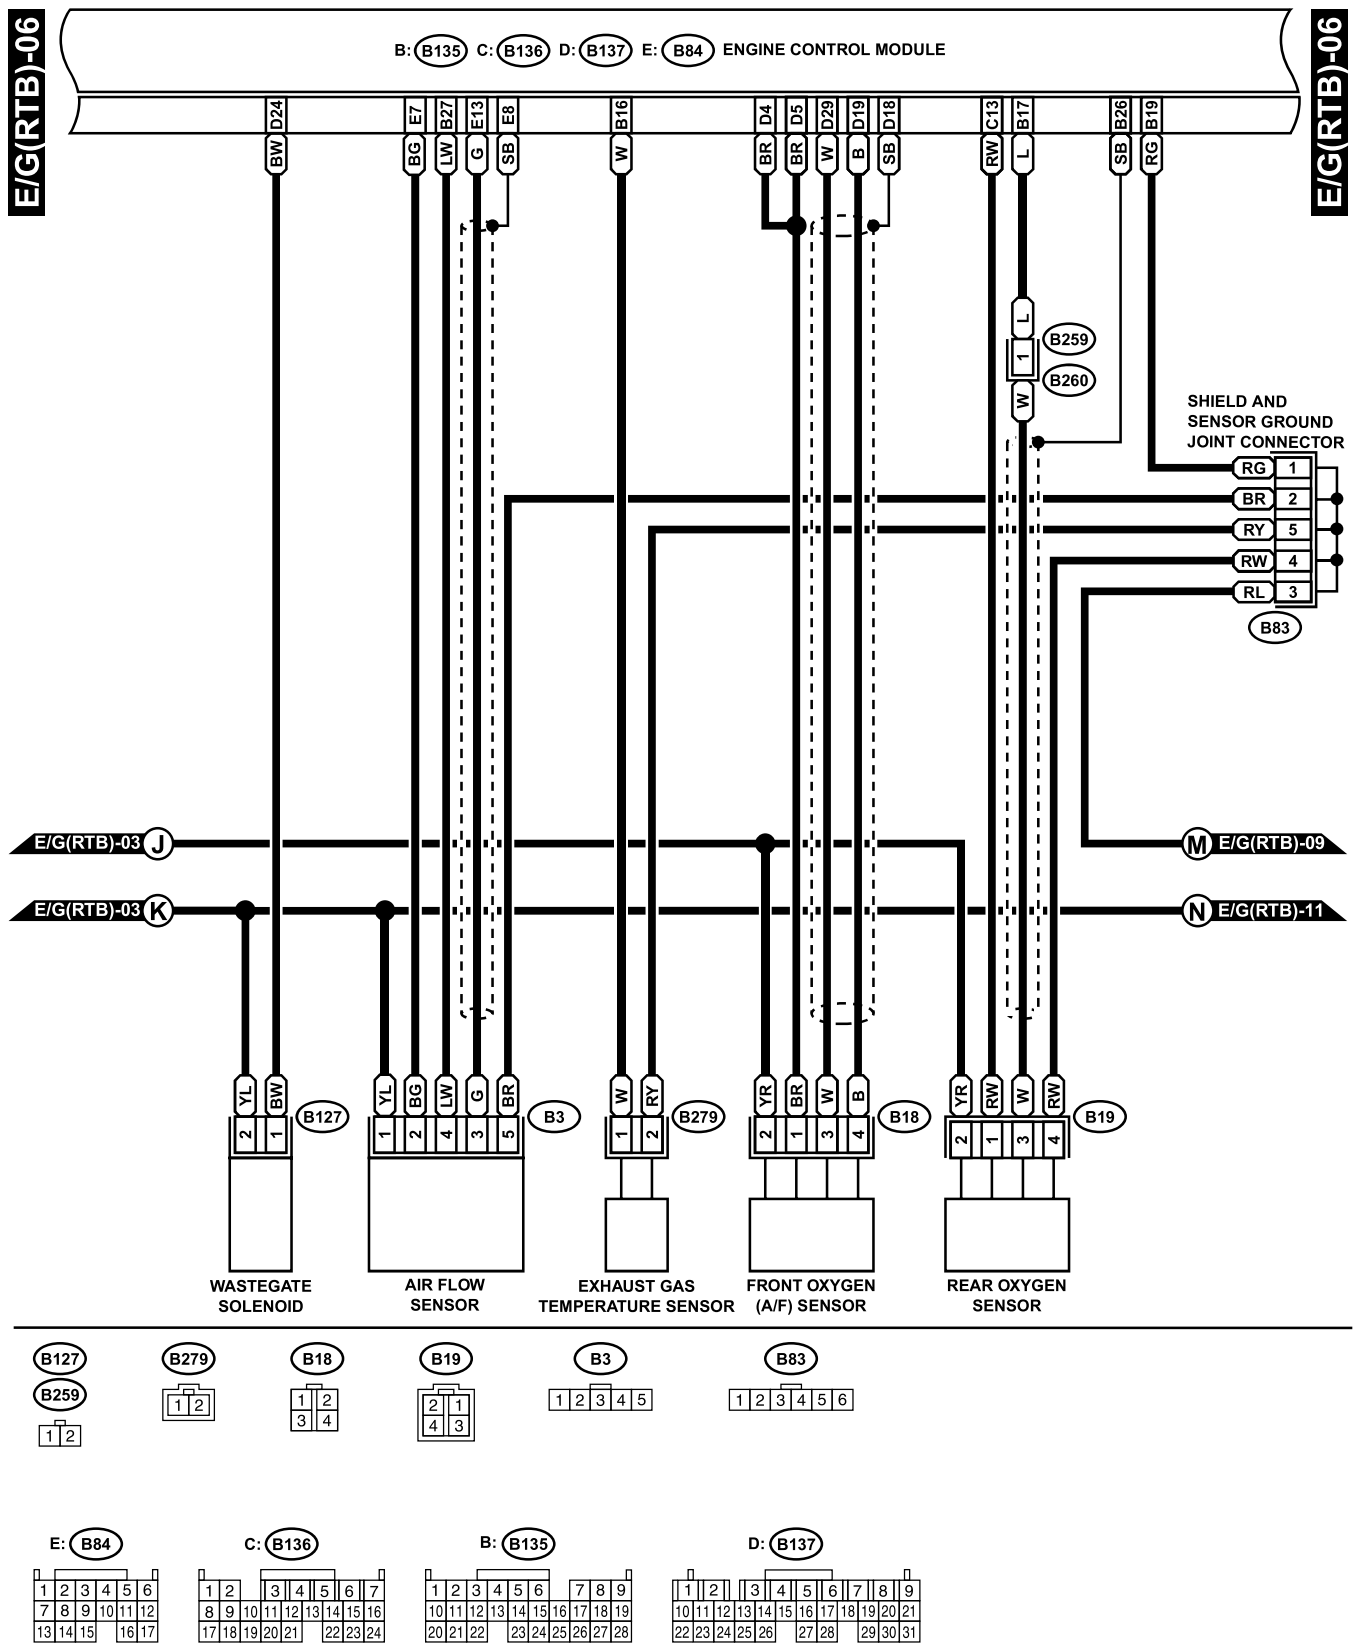 E/G(RTB)-06
E/G(RTB)-06
B: B135 C: B136 D: B137 E: B84 ENGINE CONTROL MODULE
D24 E7 B27 E13 E8 B16 D4 D5 D29 D19 D18 C13 B17 B26 B19
BW BG LW G SB W BR BR W B SB RW L SB RG
L
B259
1
B260
W
SHIELD AND
SENSOR GROUND
JOINT CONNECTOR
RG 1
BR 2
RY 5
RW 4
RL 3
B83
E/G(RTB)-03 J
M E/G(RTB)-09
E/G(RTB)-03 K
N E/G(RTB)-11
YL BW YL BG LW G BR W RY YR BR W B YR RW W RW
2 1 B127 1 2 4 3 5 B3 1 2 B279 2 1 3 4 B18 2 1 3 4 B19
WASTEGATE
SOLENOID
AIR FLOW
SENSOR
EXHAUST GAS
TEMPERATURE SENSOR
FRONT OXYGEN
(A/F) SENSOR
REAR OXYGEN
SENSOR
B127
B259
1 2
B279
1 2
B18
1 2
3 4
B19
2 1
4 3
B3
1 2 3 4 5
B83
1 2 3 4 5 6
E: B84
1 2 3 4 5 6
7 8 9 10 11 12
13 14 15 16 17
C: B136
1 2 3 4 5 6 7
8 9 10 11 12 13 14 15 16
17 18 19 20 21 22 23 24
B: B135
1 2 3 4 5 6 7 8 9
10 11 12 13 14 15 16 17 18 19
20 21 22 23 24 25 26 27 28
D: B137
1 2 3 4 5 6 7 8 9
10 11 12 13 14 15 16 17 18 19 20 21
22 23 24 25 26 27 28 29 30 31